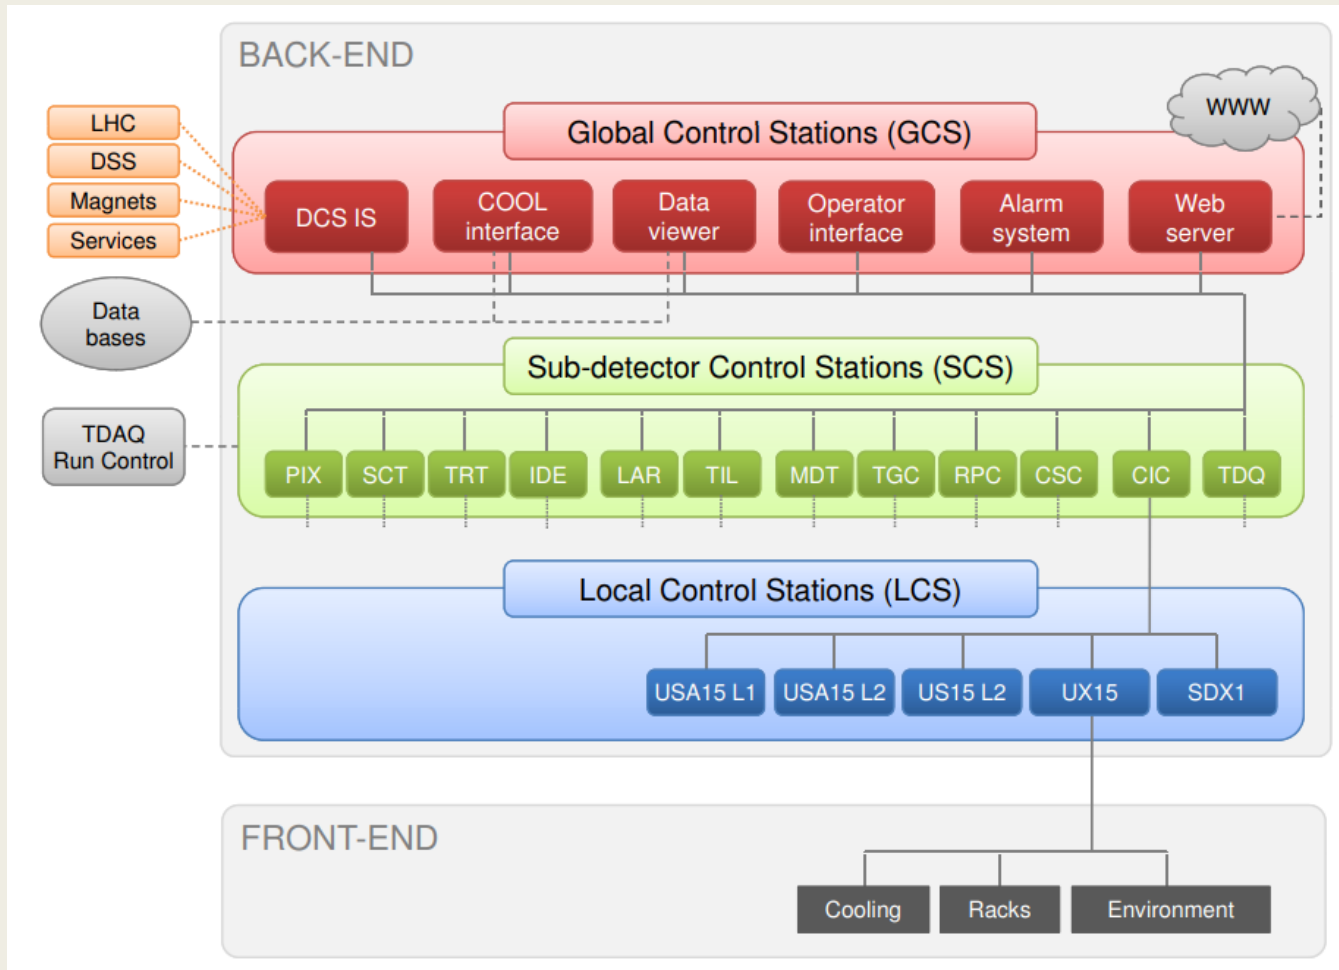 BACK-END
WWW
LHC
DSS
Magnets
Services
Global Control Stations (GCS)
DCS IS
COOL
interface
Data
viewer
Operator
interface
Alarm
system
Web
server
Data
bases
Sub-detector Control Stations (SCS)
TDAQ
Run Control
PIX
SCT
TRT
IDE
LAR
TIL
MDT
TGC
RPC
CSC
CIC
TDQ
Local Control Stations (LCS)
USA15 L1
USA15 L2
US15 L2
UX15
SDX1
FRONT-END
Cooling
Racks
Environment